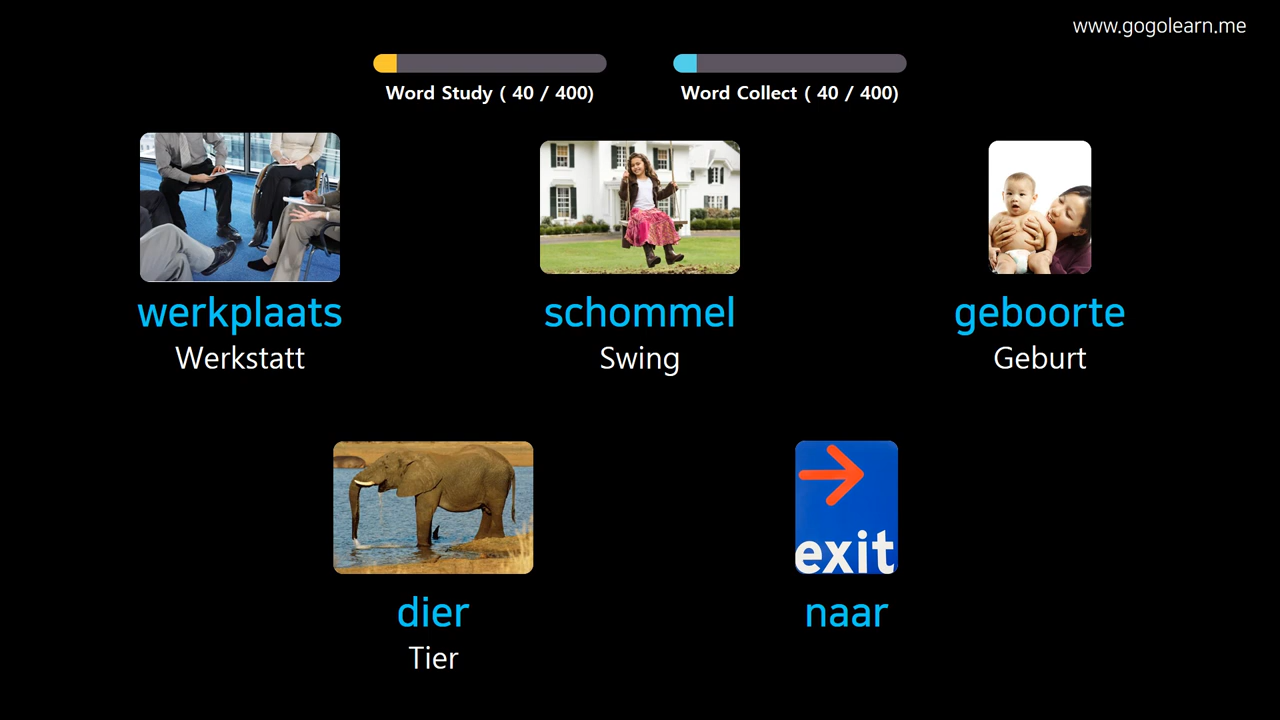 www.gogolearn.me
Word Study ( 40 / 400)
Word Collect ( 40 / 400)
werkplaats
Werkstatt
schommel
Swing
geboorte
Geburt
dier
Tier
exit
naar